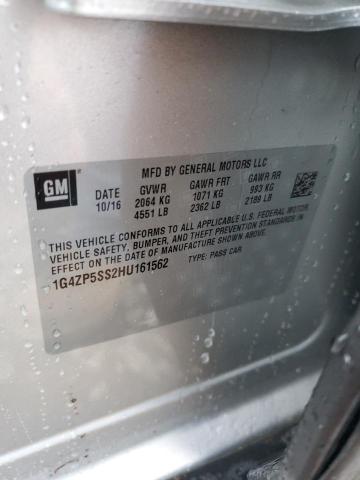 GM
MFD BY GENERAL MOTORS LLC
DATE GVWR GAWR FRT GAWR RR
10/16 2064 KG 1071 KG 993 KG
4551 LB 2362 LB 2189 LB
THIS VEHICLE CONFORMS TO ALL APPLICABLE U.S. FEDERAL MOTOR
VEHICLE SAFETY, BUMPER, AND THEFT PREVENTION STANDARDS IN
EFFECT ON THE DATE OF MANUFACTURE SHOWN ABOVE.
1G4ZP5SS2HU161562 TYPE: PASS CAR